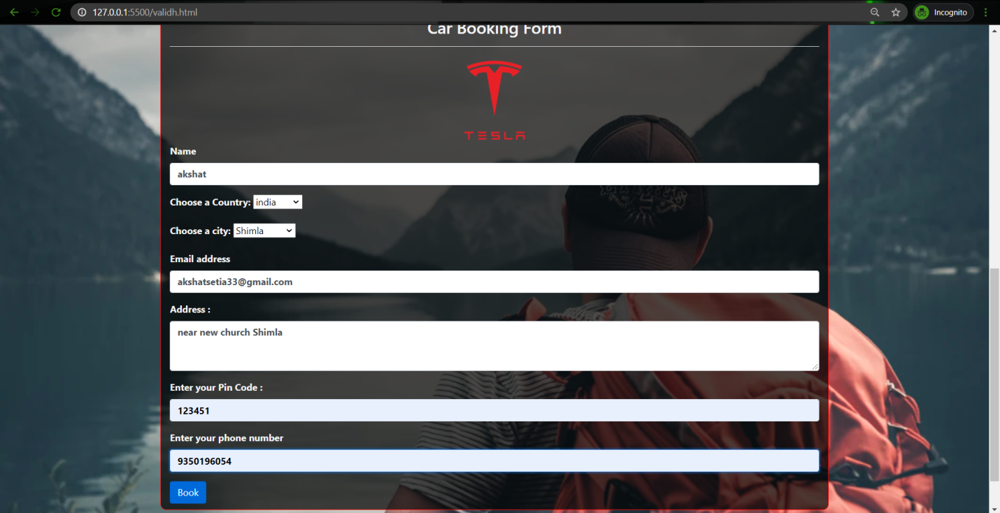 127.0.0.1:5500/validh.html
Incognito
Car Booking Form
TESLA
Name
akshat
Choose a Country: india
Choose a city: Shimla
Email address
akshatsetia33@gmail.com
Address :
near new church Shimla
Enter your Pin Code :
123451
Enter your phone number
9350196054
Book